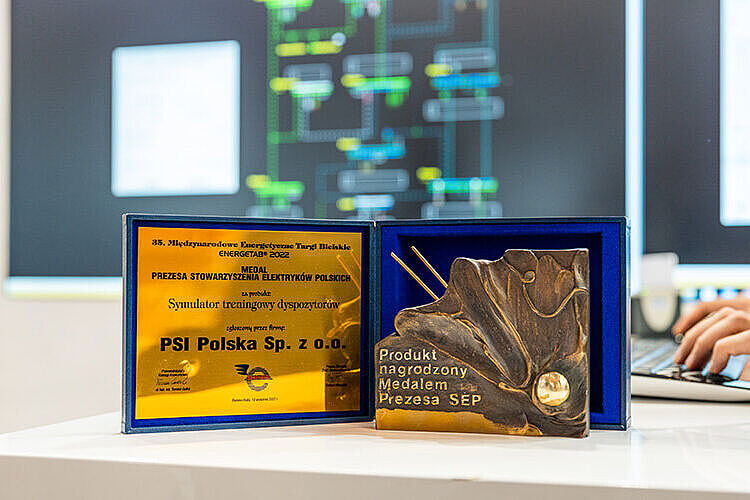 35. Międzynarodowe Energetyczne Targi Bielskie
ENERGETAB® 2022
MEDAL
PREZESA STOWARZYSZENIA ELEKTRYKÓW POLSKICH
za produkt:
Symulator treningowy dyspozytorów
zgłoszony przez firmę:
PSI Polska Sp. z o.o.
Produkt
nagrodzony
Medalem
Prezesa SEP